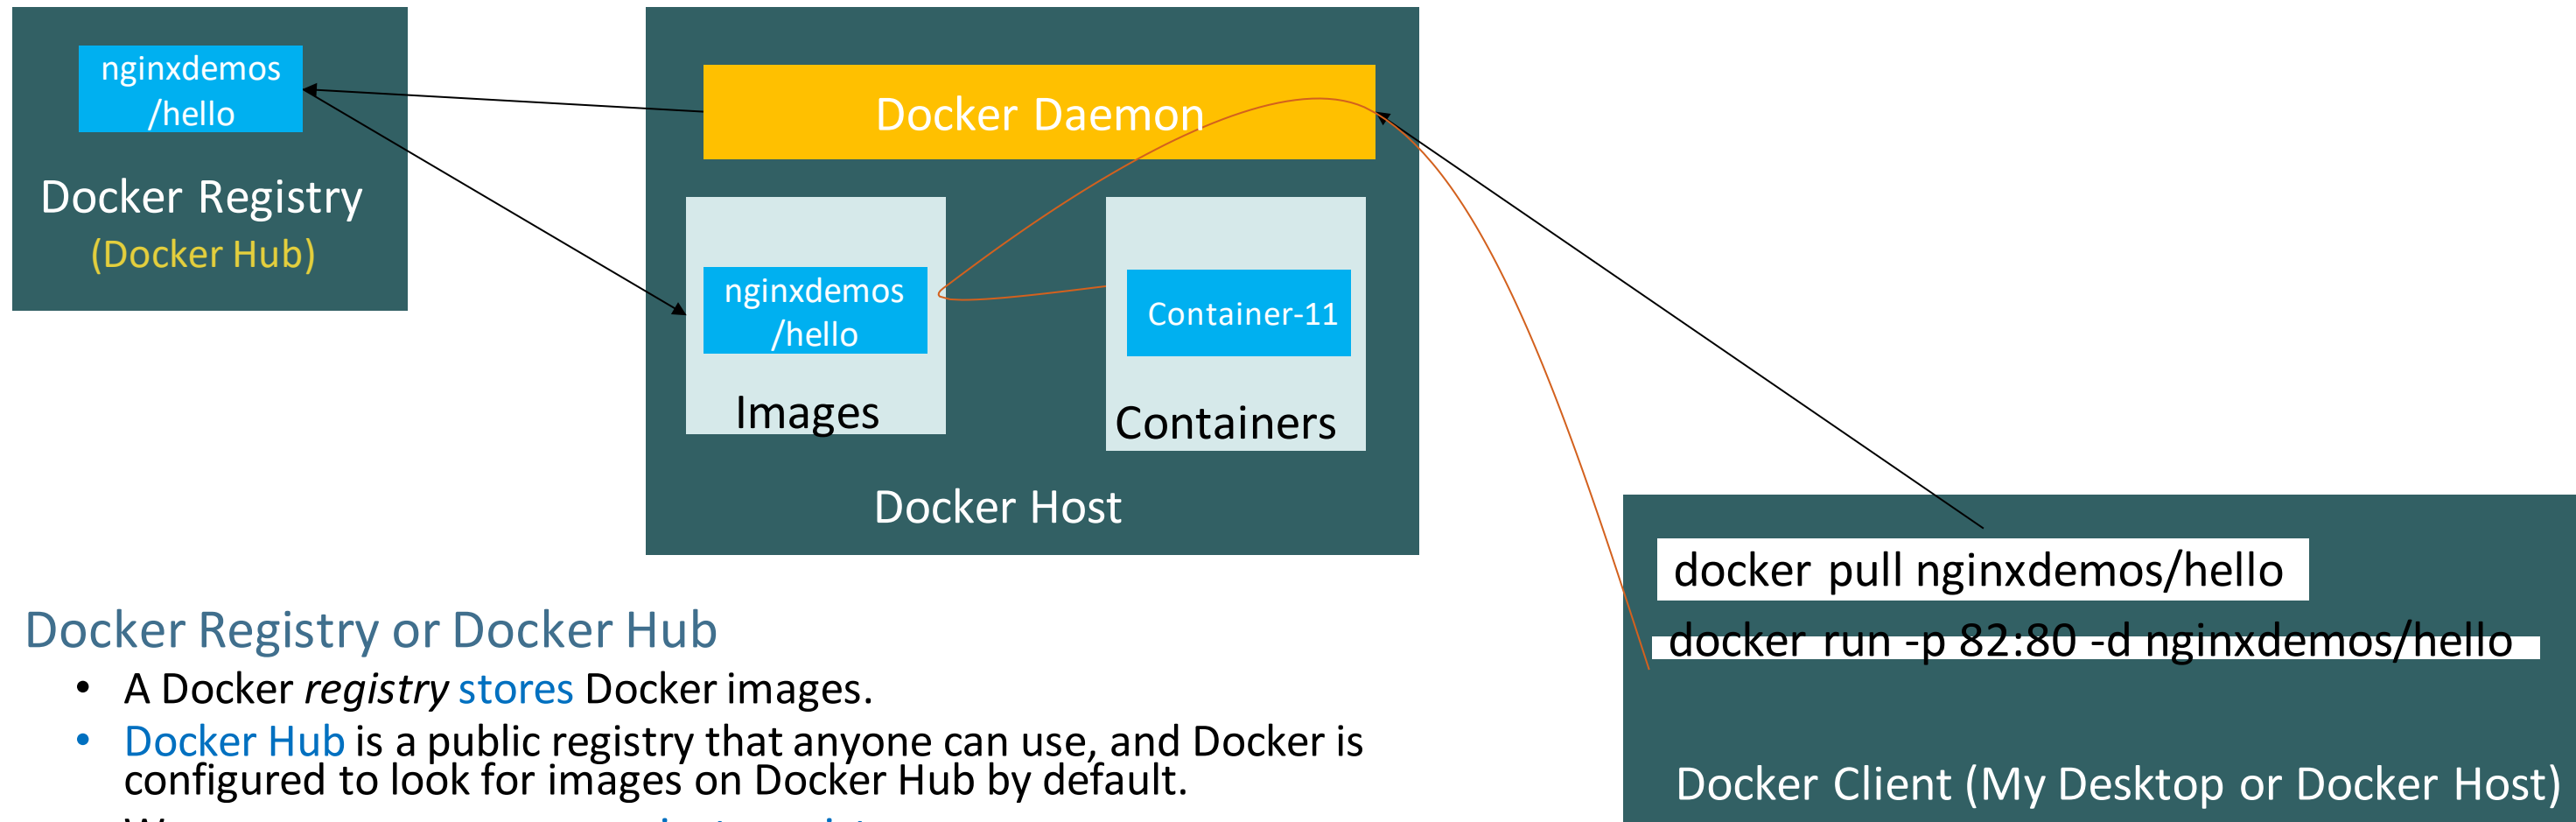 nginxdemos
/hello
Docker Registry
(Docker Hub)
Docker Daemon
nginxdemos
/hello
Images
Container-11
Containers
Docker Host
docker pull nginxdemos/hello
docker run -p 82:80 -d nginxdemos/hello
Docker Client (My Desktop or Docker Host)
Docker Registry or Docker Hub
• A Docker registry stores Docker images.
• Docker Hub is a public registry that anyone can use, and Docker is
configured to look for images on Docker Hub by default.